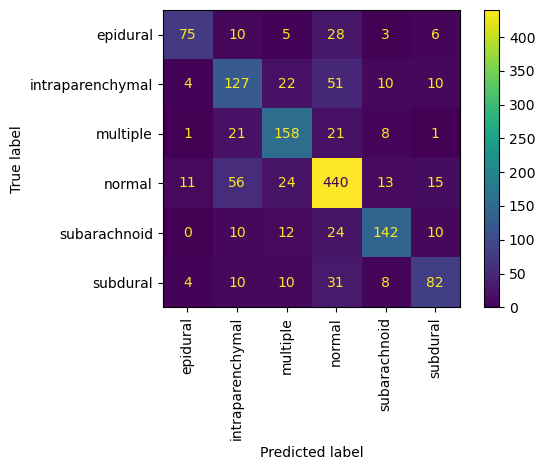 epidural 75 10 5 28 3 6
intraparenchymal 4 127 22 51 10 10
multiple 1 21 158 21 8 1
normal 11 56 24 440 13 15
subarachnoid 0 10 12 24 142 10
subdural 4 10 10 31 8 82
True label
epidural
intraparenchymal
multiple
normal
subarachnoid
subdural
Predicted label
400
350
300
250
200
150
100
50
0